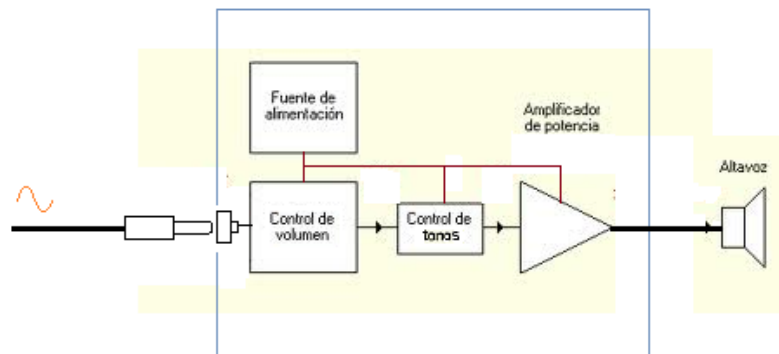 Fuente de
alimentación
Amplificador
de potencia
Altavoz
Control de
volumen
Control de
tonos